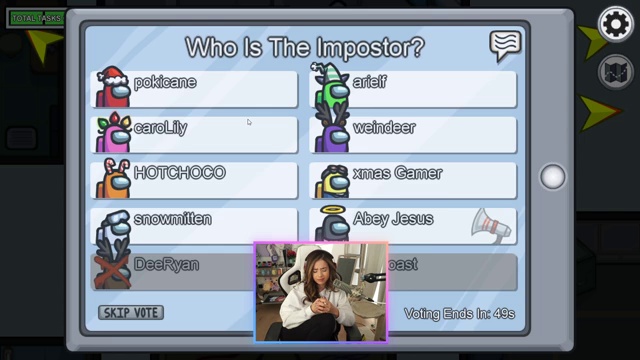 TOTAL TASKS
Who Is The Impostor?
pokicane
arielf
caroLily
weindeer
HOTCHOCO
xmas Gamer
snowmitten
Abey Jesus
DeeRyan
oast
SKIP VOTE
Voting Ends In: 49s